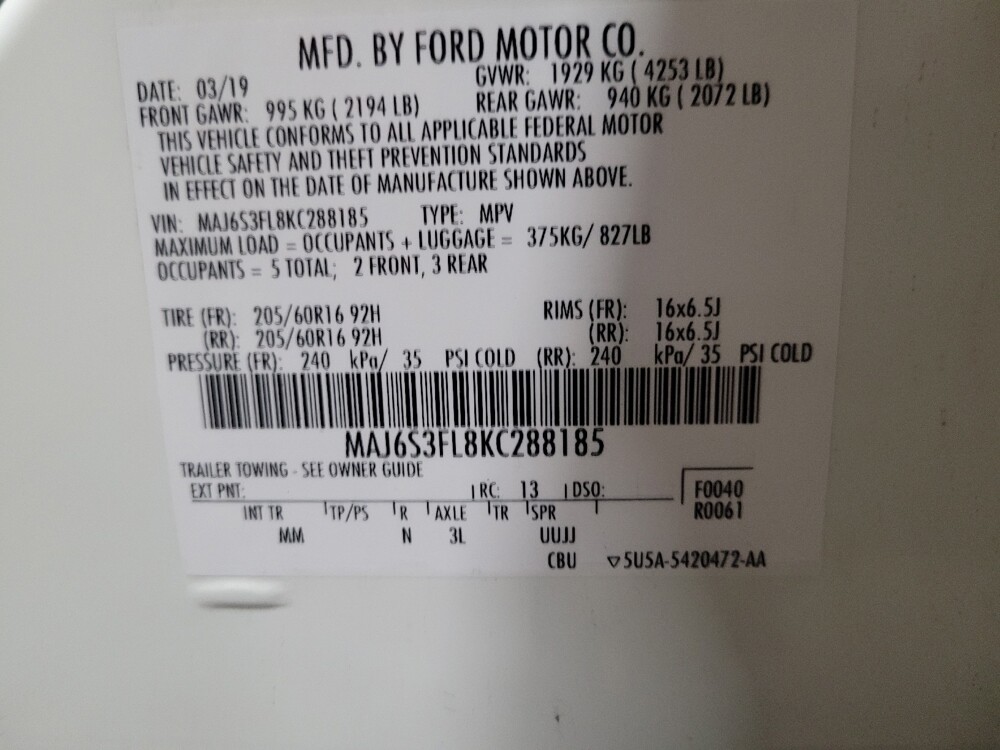 MFD. BY FORD MOTOR CO.
DATE: 03/19 GVWR: 1929 KG ( 4253 LB)
FRONT GAWR: 995 KG ( 2194 LB) REAR GAWR: 940 KG ( 2072 LB)
THIS VEHICLE CONFORMS TO ALL APPLICABLE FEDERAL MOTOR
VEHICLE SAFETY AND THEFT PREVENTION STANDARDS
IN EFFECT ON THE DATE OF MANUFACTURE SHOWN ABOVE.
VIN: MAJ6S3FL8KC288185 TYPE: MPV
MAXIMUM LOAD = OCCUPANTS + LUGGAGE = 375KG/ 827LB
OCCUPANTS = 5 TOTAL; 2 FRONT, 3 REAR
TIRE (FR): 205/60R16 92H RIMS (FR): 16x6.5J
(RR): 205/60R16 92H (RR): 16x6.5J
PRESSURE (FR): 240 kPa/ 35 PSI COLD (RR): 240 kPa/ 35 PSI COLD
MAJ6S3FL8KC288185
TRAILER TOWING - SEE OWNER GUIDE
EXT PNT: RC: 13 DSO: F0040
INT TR TP/PS R AXLE TR SPR R0061
MM N 3L UUJJ
CBU ▽5U5A-5420472-AA